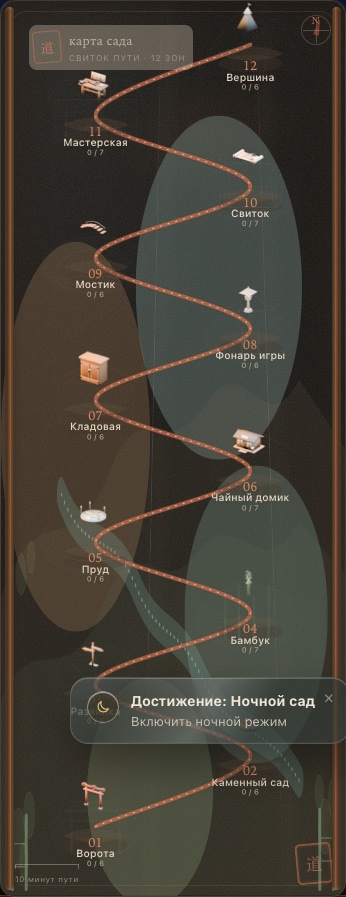 道
карта сада
СВИТОК ПУТИ · 12 ЗОН
N
12
Вершина
0 / 6
11
Мастерская
0 / 7
10
Свиток
0 / 7
09
Мостик
0 / 6
08
Фонарь игры
0 / 6
07
Кладовая
0 / 6
06
Чайный домик
0 / 7
05
Пруд
0 / 6
04
Бамбук
0 / 7
Достижение: Ночной сад
×
Включить ночной режим
02
Каменный сад
0 / 6
01
Ворота
0 / 6
道
10 минут пути